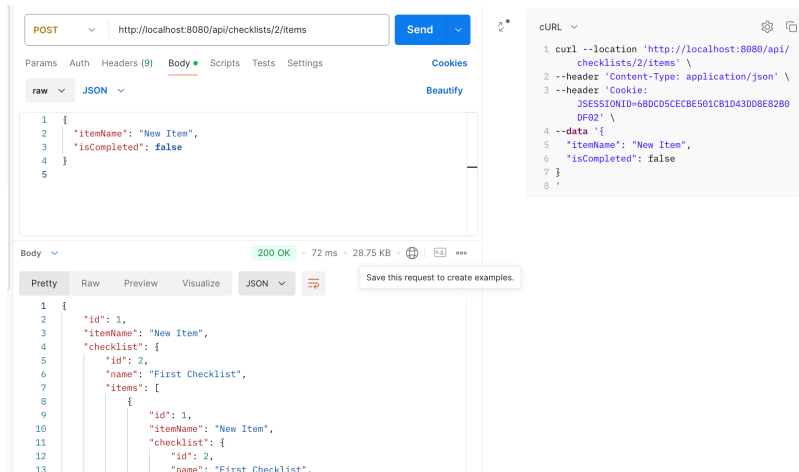 POST http://localhost:8080/api/checklists/2/items Send
Params Auth Headers (9) Body Scripts Tests Settings Cookies
raw JSON Beautify
1 {
2 "itemName": "New Item",
3 "isCompleted": false
4 }
5
Body 200 OK 72 ms 28.75 KB e.g. ooo
Save this request to create examples.
Pretty Raw Preview Visualize JSON
1 {
2 "id": 1,
3 "itemName": "New Item",
4 "checklist": {
5 "id": 2,
6 "name": "First Checklist",
7 "items": [
8 {
9 "id": 1,
10 "itemName": "New Item",
11 "checklist": {
12 "id": 2,
13 "name": "First Checklist",
cURL
1 curl --location 'http://localhost:8080/api/
checklists/2/items' \
2 --header 'Content-Type: application/json' \
3 --header 'Cookie:
JSESSIONID=6BDCD5CECBE501CB1D43DD8E82B0
DF02' \
4 --data '{
5 "itemName": "New Item",
6 "isCompleted": false
7 }
8 '